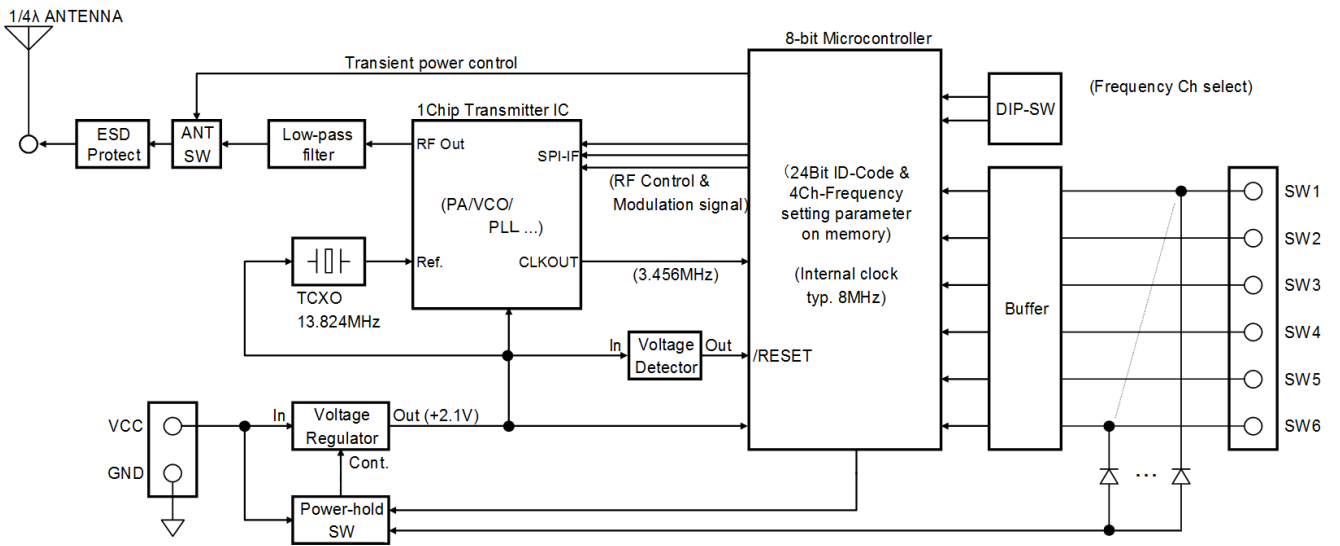 1/4λ ANTENNA
8-bit Microcontroller
Transient power control
(Frequency Ch select)
DIP-SW
1Chip Transmitter IC
ESD
Protect
ANT
SW
Low-pass
filter
RF Out
SPI-IF
(RF Control &
Modulation signal)
(24Bit ID-Code &
4Ch-Frequency
setting parameter
on memory)
(PA/VCO/
PLL ...)
SW1
SW2
SW3
SW4
SW5
SW6
Ref.
CLKOUT
(3.456MHz)
(Internal clock
typ. 8MHz)
TCXO
13.824MHz
Buffer
In
Voltage
Detector
Out
/RESET
VCC
GND
In
Voltage
Regulator
Out (+2.1V)
Cont.
Power-hold
SW
...